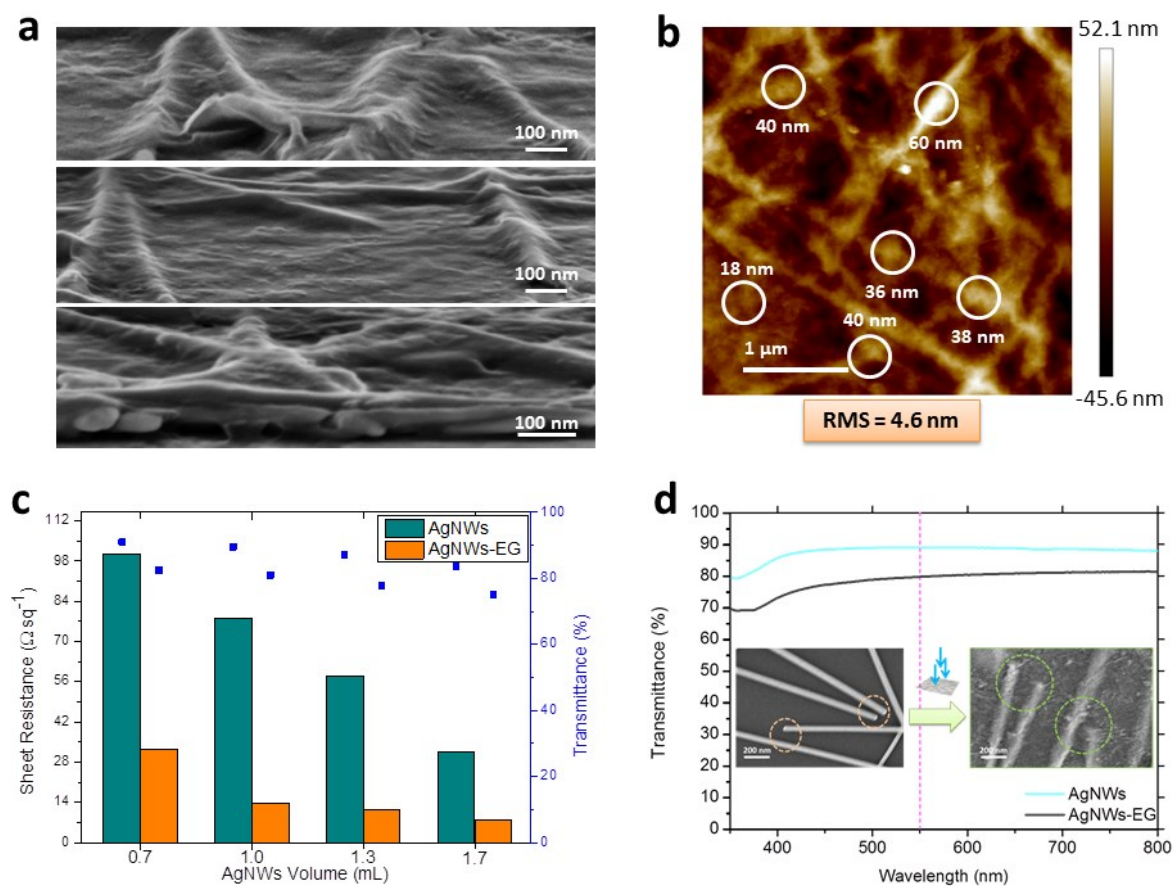 a
100 nm
100 nm
100 nm
b
52.1 nm
40 nm
60 nm
18 nm
36 nm
38 nm
40 nm
1 μm
-45.6 nm
RMS = 4.6 nm
c
Sheet Resistance (Ω sq⁻¹)
112
98
84
70
56
42
28
14
0
AgNWs
AgNWs-EG
100
80
60
40
20
0
Transmittance (%)
0.7 1.0 1.3 1.7
AgNWs Volume (mL)
d
Transmittance (%)
100
90
80
70
60
50
40
30
20
10
0
200 nm
200 nm
AgNWs
AgNWs-EG
400 500 600 700 800
Wavelength (nm)